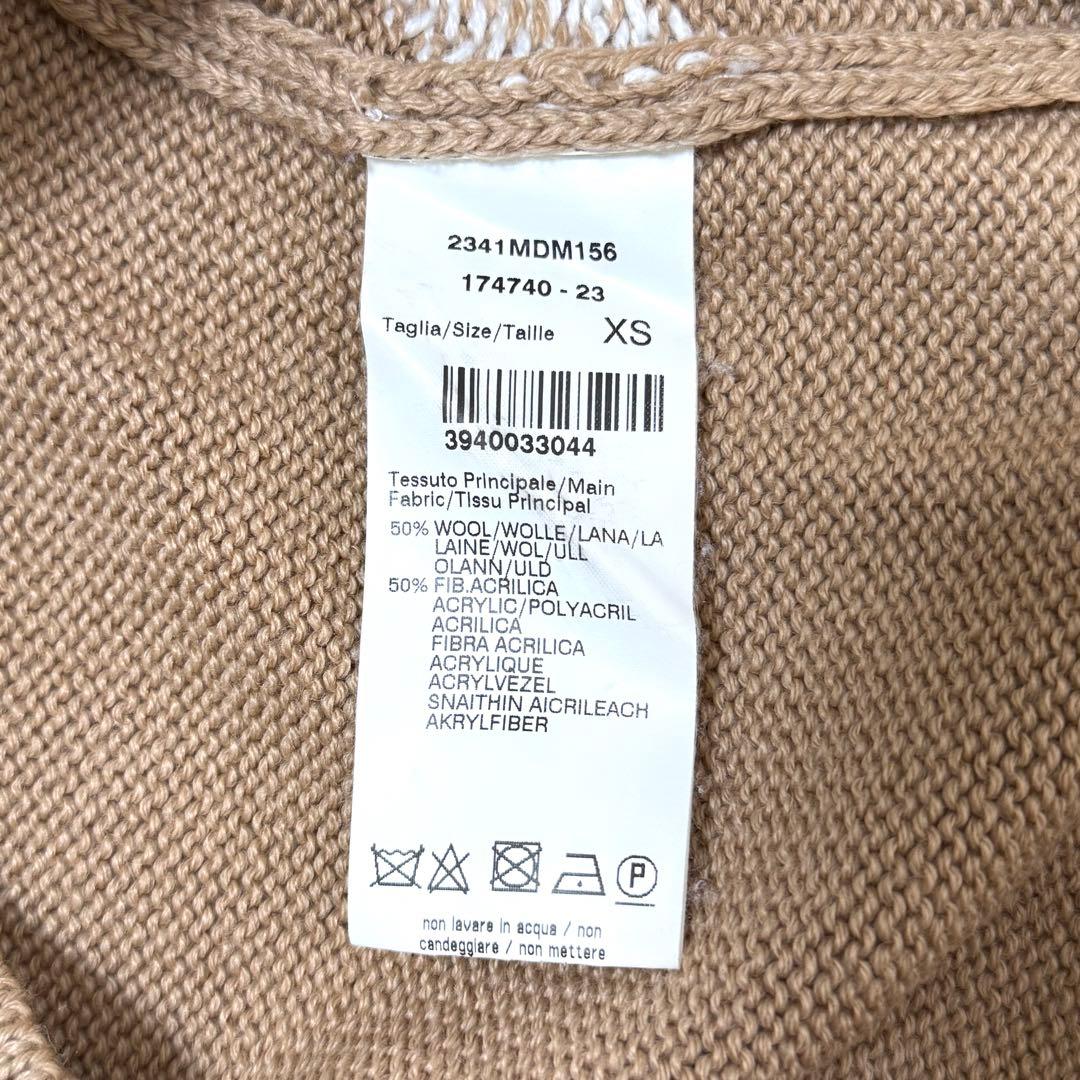 2341MDM156
174740 - 23
Taglia/Size/Taille XS
3940033044
Tessuto Principale/Main
Fabric/Tissu Principal
50% WOOL/WOLLE/LANA/LA
LAINE/WOL/ULL
OLANN/ULD
50% FIB.ACRILICA
ACRYLIC/POLYACRIL
ACRILICA
FIBRA ACRILICA
ACRYLIQUE
ACRYLVEZEL
SNAITHIN AICRILEACH
AKRYLFIBER
P
non lavare in acqua / non
candeggiare / non mettere